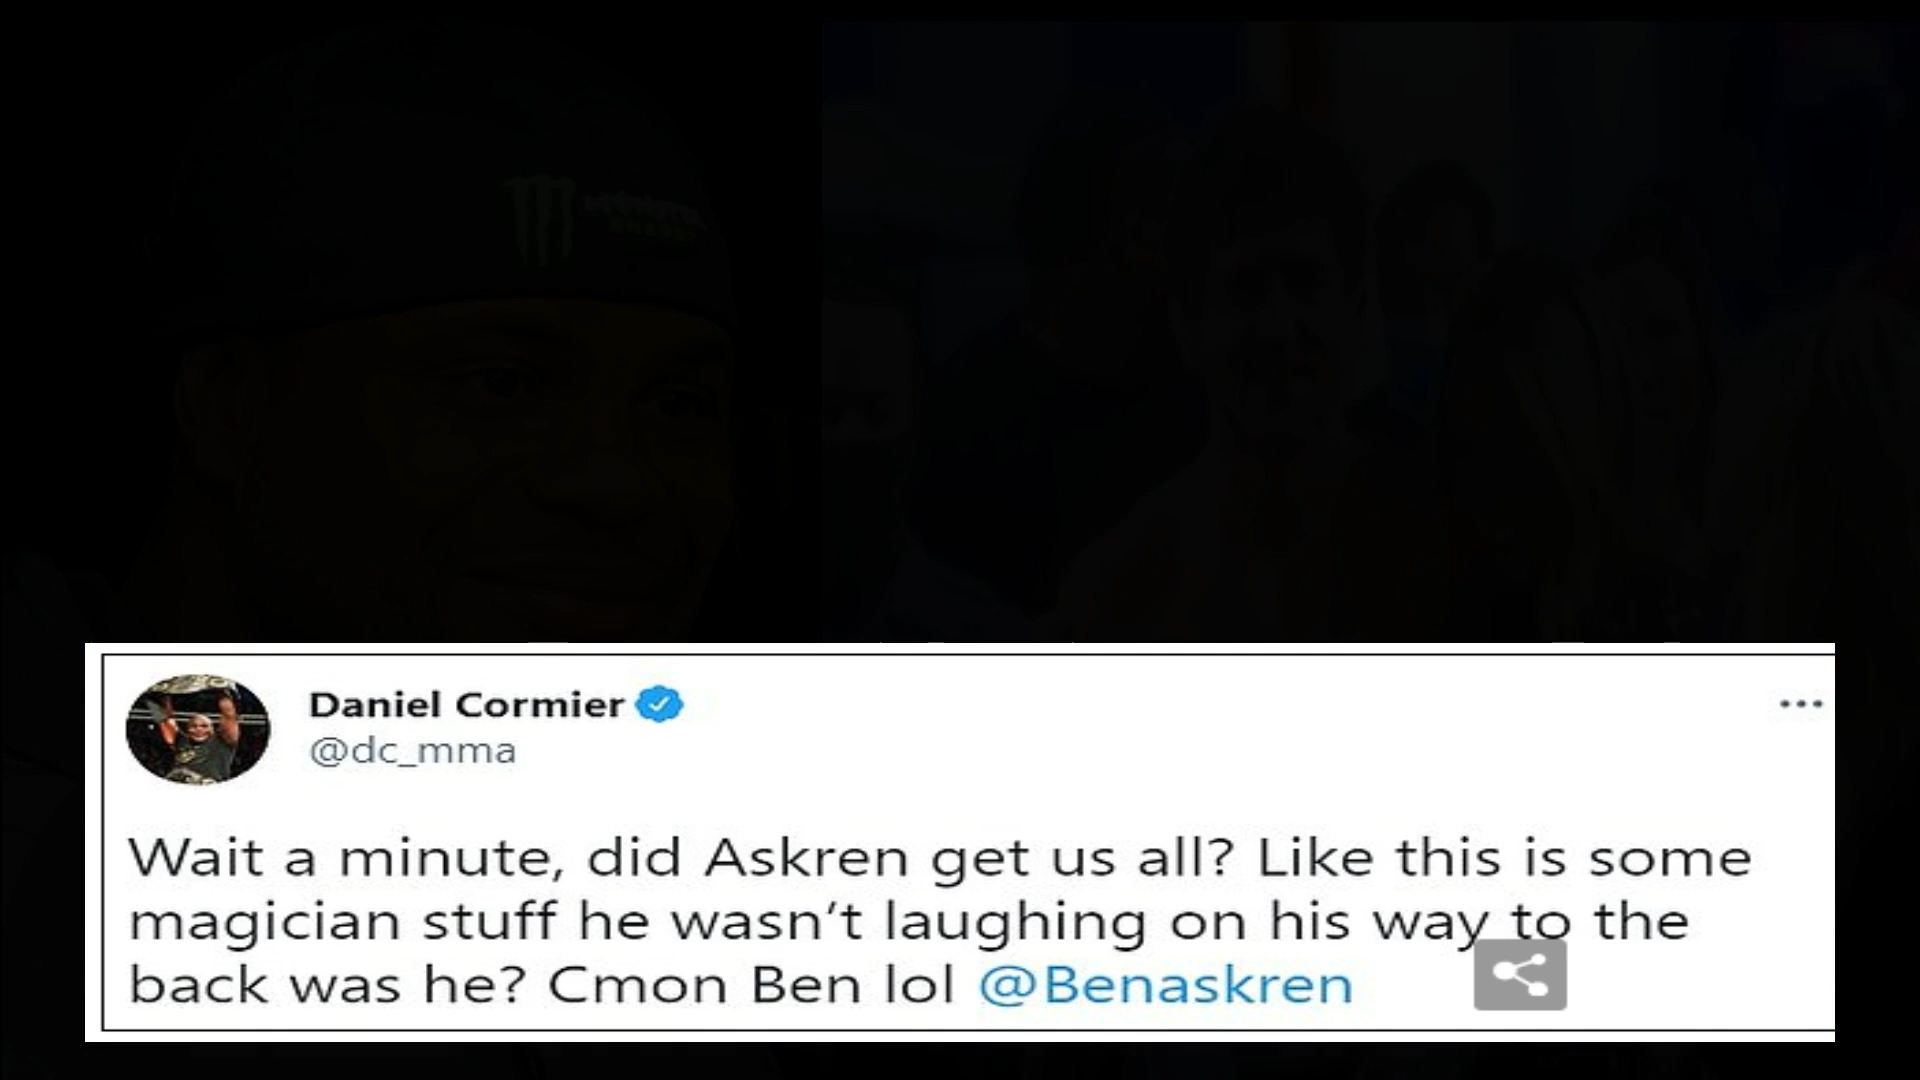 Daniel Cormier
@dc_mma
Wait a minute, did Askren get us all? Like this is some
magician stuff he wasn’t laughing on his way to the
back was he? Cmon Ben lol @Benaskren